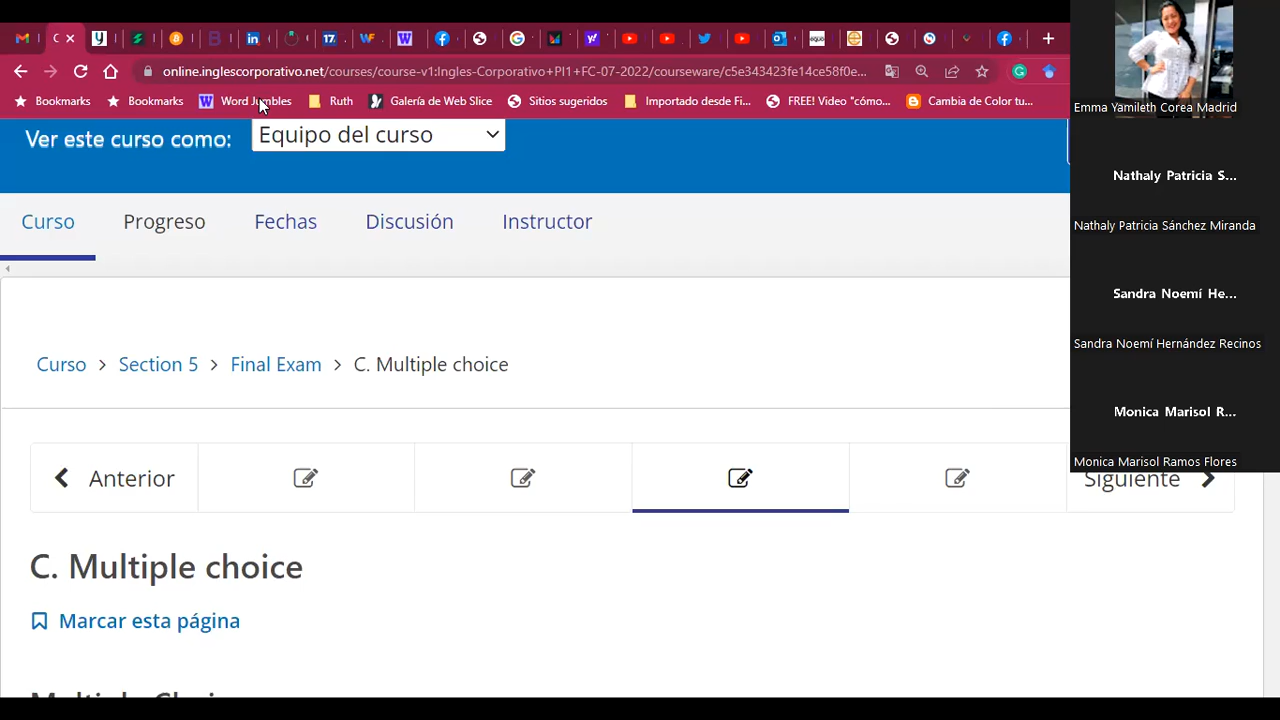 online.inglescorporativo.net/courses/course-v1:Ingles-Corporativo+PI1+FC-07-2022/courseware/c5e343423fe14ce58f0e...
Bookmarks Bookmarks Word Jumbles Ruth Galería de Web Slice Sitios sugeridos Importado desde Fi... FREE! Video "cómo... Cambia de Color tu...
Emma Yamileth Corea Madrid
Ver este curso como: Equipo del curso
Nathaly Patricia S...
Nathaly Patricia Sánchez Miranda
Curso Progreso Fechas Discusión Instructor
Sandra Noemí He...
Sandra Noemí Hernández Recinos
Curso > Section 5 > Final Exam > C. Multiple choice
Monica Marisol R...
Monica Marisol Ramos Flores
Anterior Siguiente
C. Multiple choice
Marcar esta página